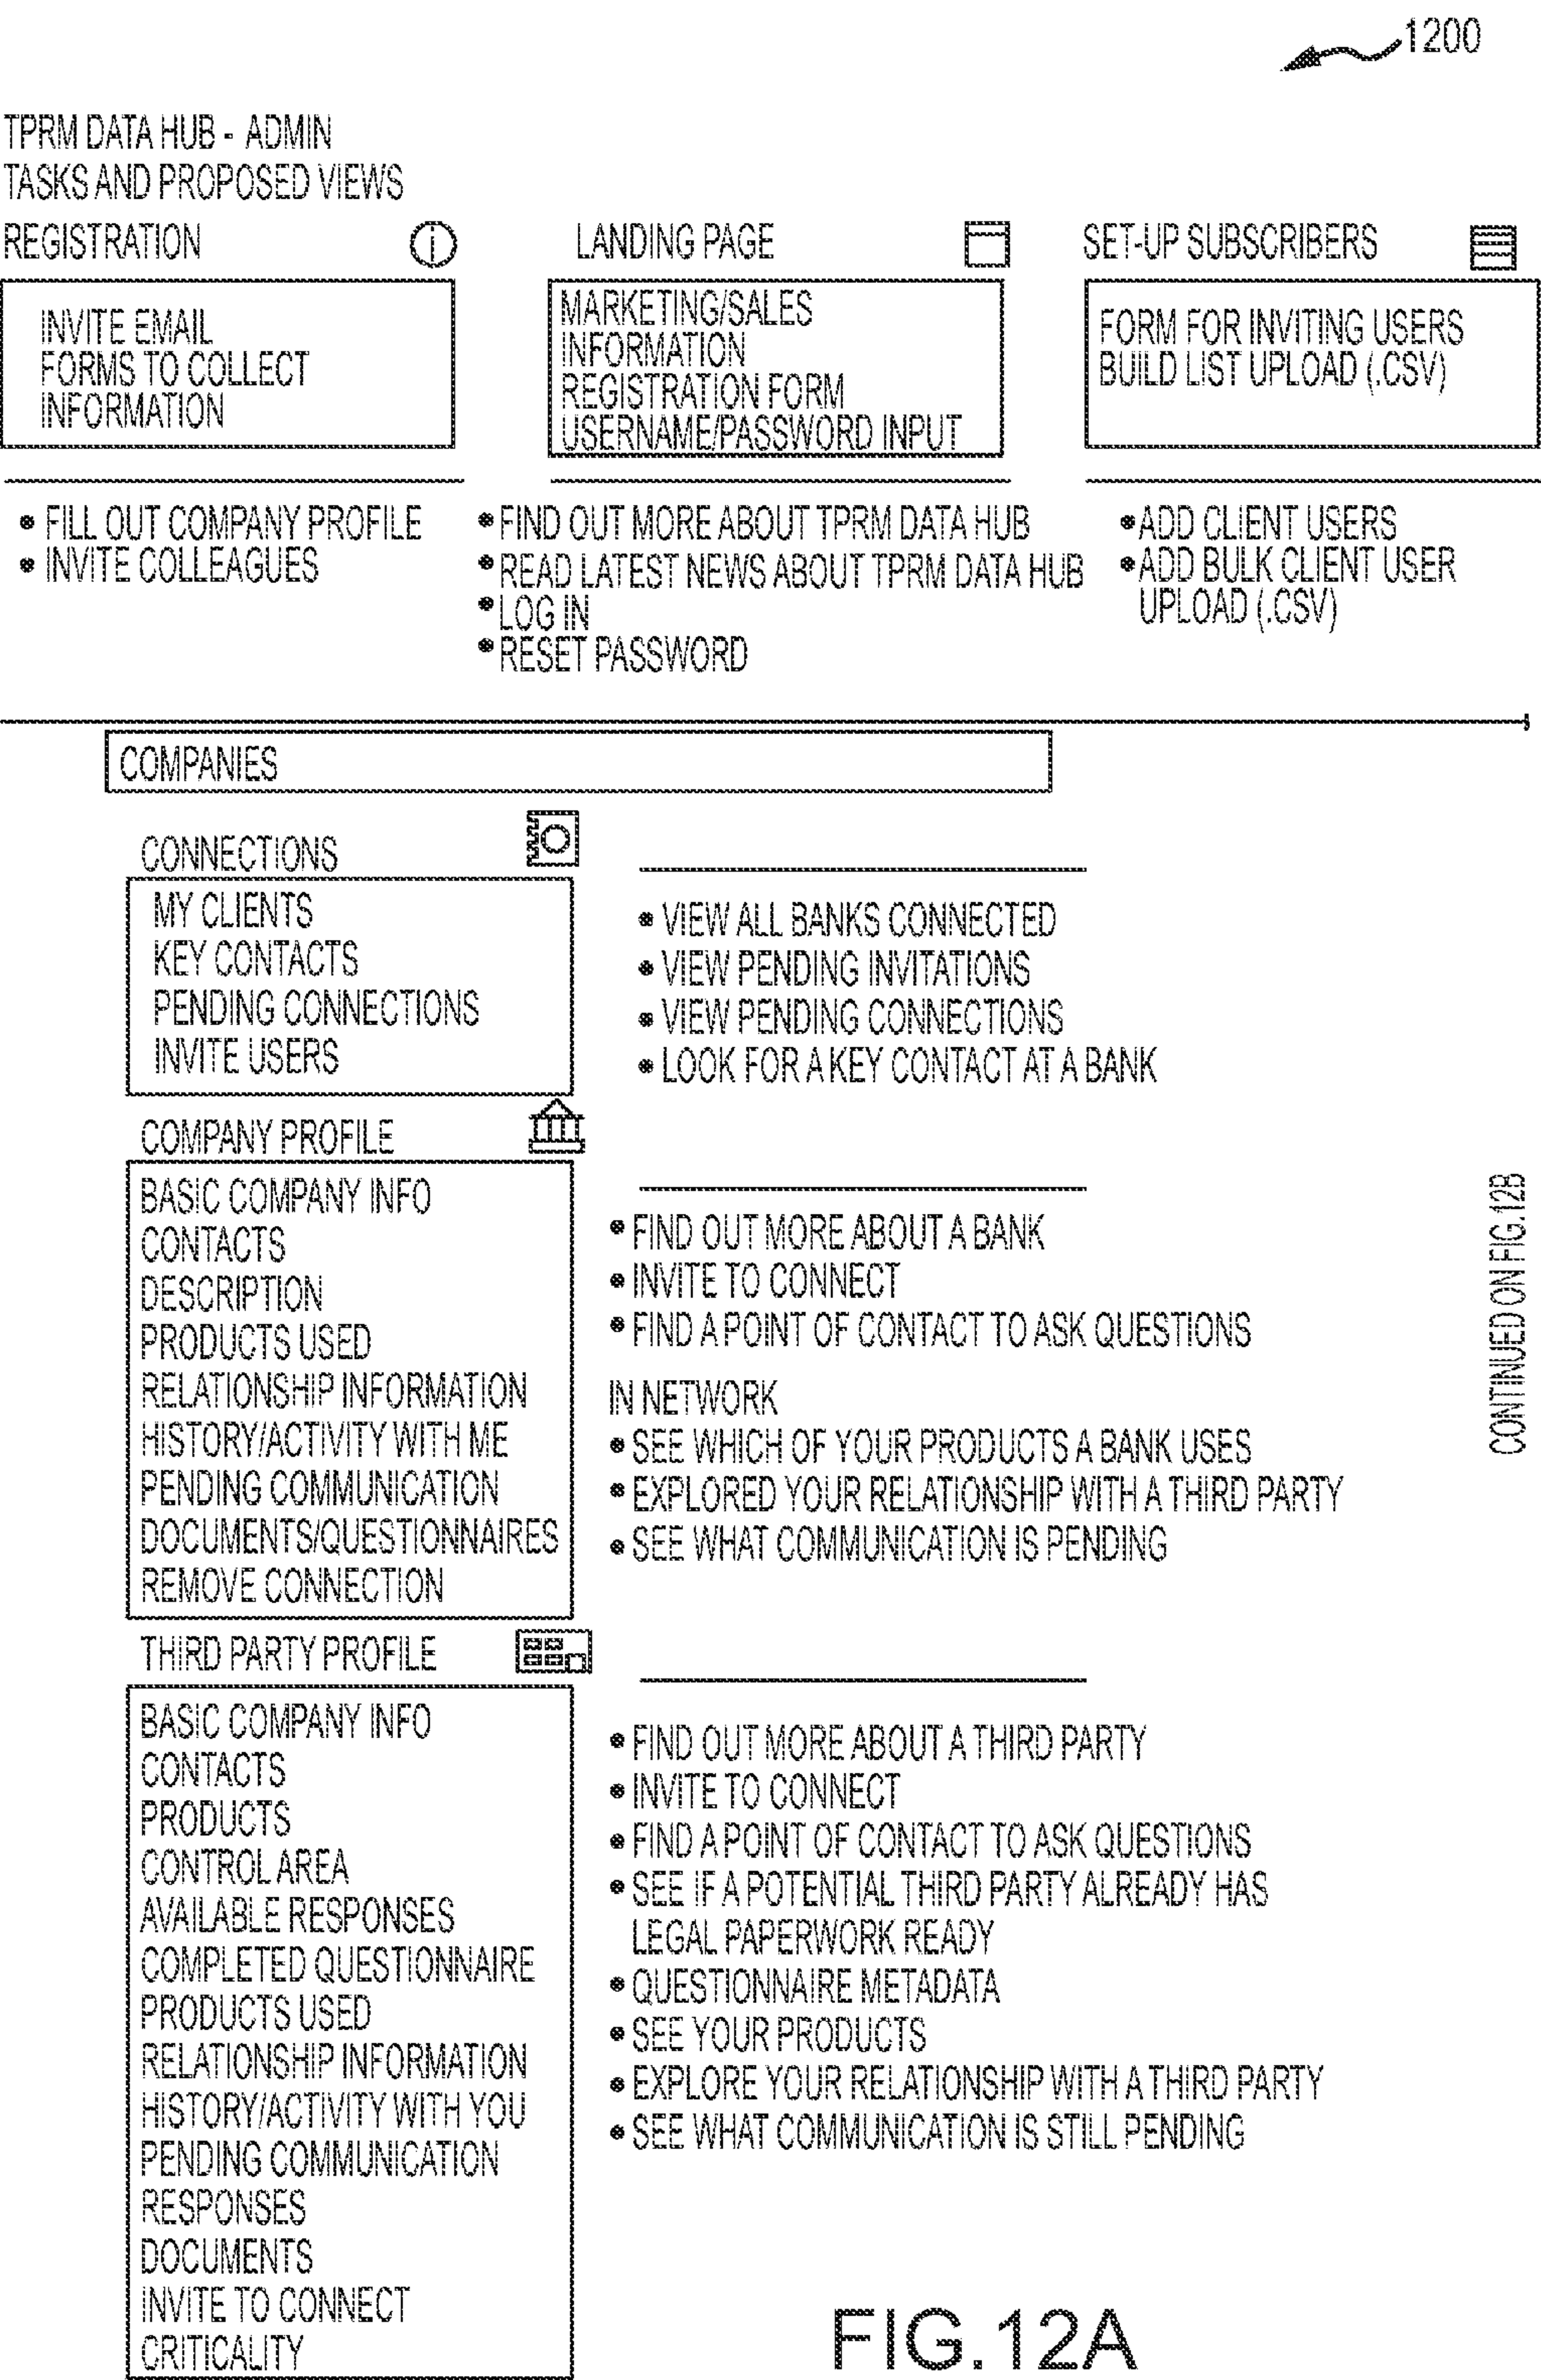 1200
TPRM DATA HUB - ADMIN
TASKS AND PROPOSED VIEWS
REGISTRATION
INVITE EMAIL
FORMS TO COLLECT
INFORMATION
• FILL OUT COMPANY PROFILE
• INVITE COLLEAGUES
LANDING PAGE
MARKETING/SALES
INFORMATION
REGISTRATION FORM
USERNAME/PASSWORD INPUT
• FIND OUT MORE ABOUT TPRM DATA HUB
• READ LATEST NEWS ABOUT TPRM DATA HUB
• LOG IN
• RESET PASSWORD
SET-UP SUBSCRIBERS
FORM FOR INVITING USERS
BUILD LIST UPLOAD (.CSV)
• ADD CLIENT USERS
• ADD BULK CLIENT USER
UPLOAD (.CSV)
COMPANIES
CONNECTIONS
MY CLIENTS
KEY CONTACTS
PENDING CONNECTIONS
INVITE USERS
• VIEW ALL BANKS CONNECTED
• VIEW PENDING INVITATIONS
• VIEW PENDING CONNECTIONS
• LOOK FOR A KEY CONTACT AT A BANK
COMPANY PROFILE
BASIC COMPANY INFO
CONTACTS
DESCRIPTION
PRODUCTS USED
RELATIONSHIP INFORMATION
HISTORY/ACTIVITY WITH ME
PENDING COMMUNICATION
DOCUMENTS/QUESTIONNAIRES
REMOVE CONNECTION
• FIND OUT MORE ABOUT A BANK
• INVITE TO CONNECT
• FIND A POINT OF CONTACT TO ASK QUESTIONS
IN NETWORK
• SEE WHICH OF YOUR PRODUCTS A BANK USES
• EXPLORED YOUR RELATIONSHIP WITH A THIRD PARTY
• SEE WHAT COMMUNICATION IS PENDING
THIRD PARTY PROFILE
BASIC COMPANY INFO
CONTACTS
PRODUCTS
CONTROL AREA
AVAILABLE RESPONSES
COMPLETED QUESTIONNAIRE
PRODUCTS USED
RELATIONSHIP INFORMATION
HISTORY/ACTIVITY WITH YOU
PENDING COMMUNICATION
RESPONSES
DOCUMENTS
INVITE TO CONNECT
CRITICALITY
• FIND OUT MORE ABOUT A THIRD PARTY
• INVITE TO CONNECT
• FIND A POINT OF CONTACT TO ASK QUESTIONS
• SEE IF A POTENTIAL THIRD PARTY ALREADY HAS
LEGAL PAPERWORK READY
• QUESTIONNAIRE METADATA
• SEE YOUR PRODUCTS
• EXPLORE YOUR RELATIONSHIP WITH A THIRD PARTY
• SEE WHAT COMMUNICATION IS STILL PENDING
CONTINUED ON FIG.12B
FIG.12A